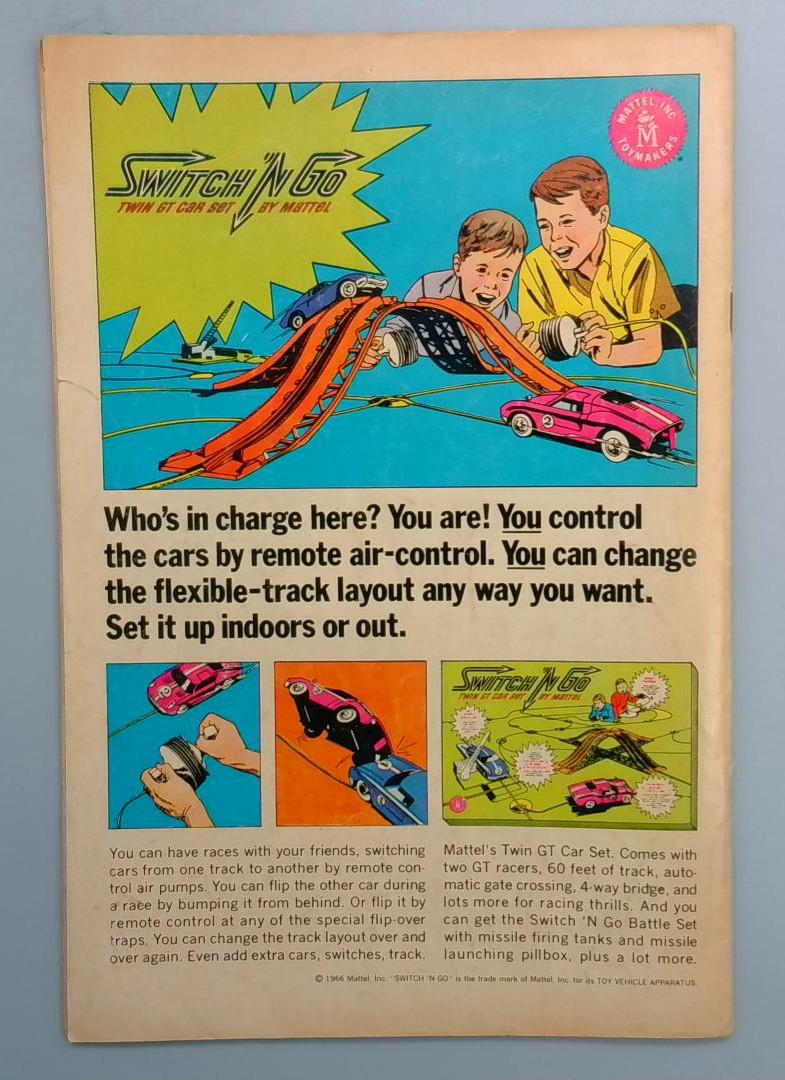 MATTEL, INC.
M
TOYMAKERS
SWITCH 'N GO
TWIN GT CAR SET BY MATTEL
2
Who's in charge here? You are! You control
the cars by remote air-control. You can change
the flexible-track layout any way you want.
Set it up indoors or out.
SWITCH 'N GO
TWIN GT CAR SET BY MATTEL
You can have races with your friends, switching
cars from one track to another by remote con-
trol air pumps. You can flip the other car during
a race by bumping it from behind. Or flip it by
remote control at any of the special flip-over
traps. You can change the track layout over and
over again. Even add extra cars, switches, track.
Mattel's Twin GT Car Set. Comes with
two GT racers, 60 feet of track, auto-
matic gate crossing, 4-way bridge, and
lots more for racing thrills. And you
can get the Switch 'N Go Battle Set
with missile firing tanks and missile
launching pillbox, plus a lot more.
© 1966 Mattel, Inc. "SWITCH 'N GO" is the trade mark of Mattel, Inc. for its TOY VEHICLE APPARATUS.